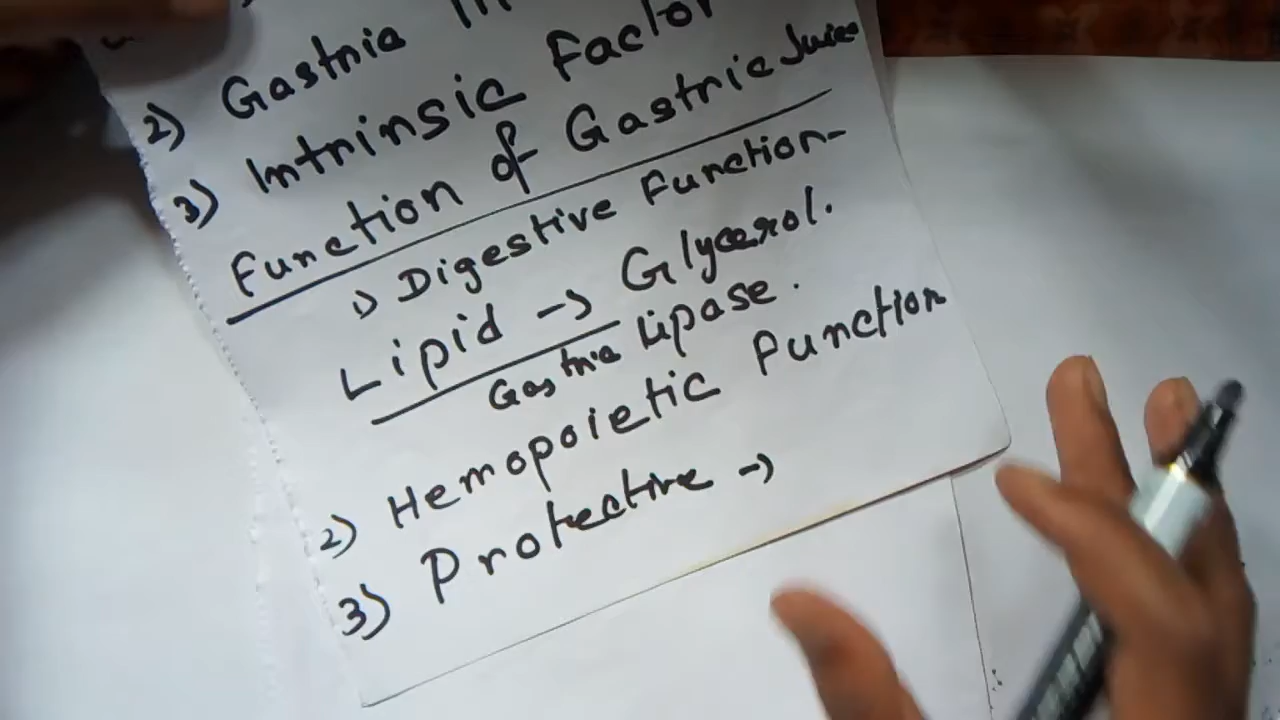 2) Gastria
3) Intrinsic Factor
Function of Gastric Juice
1) Digestive Function-
Lipid -> Glycerol.
Gastric Lipase.
2) Hemopoietic Function
3) Protective ->